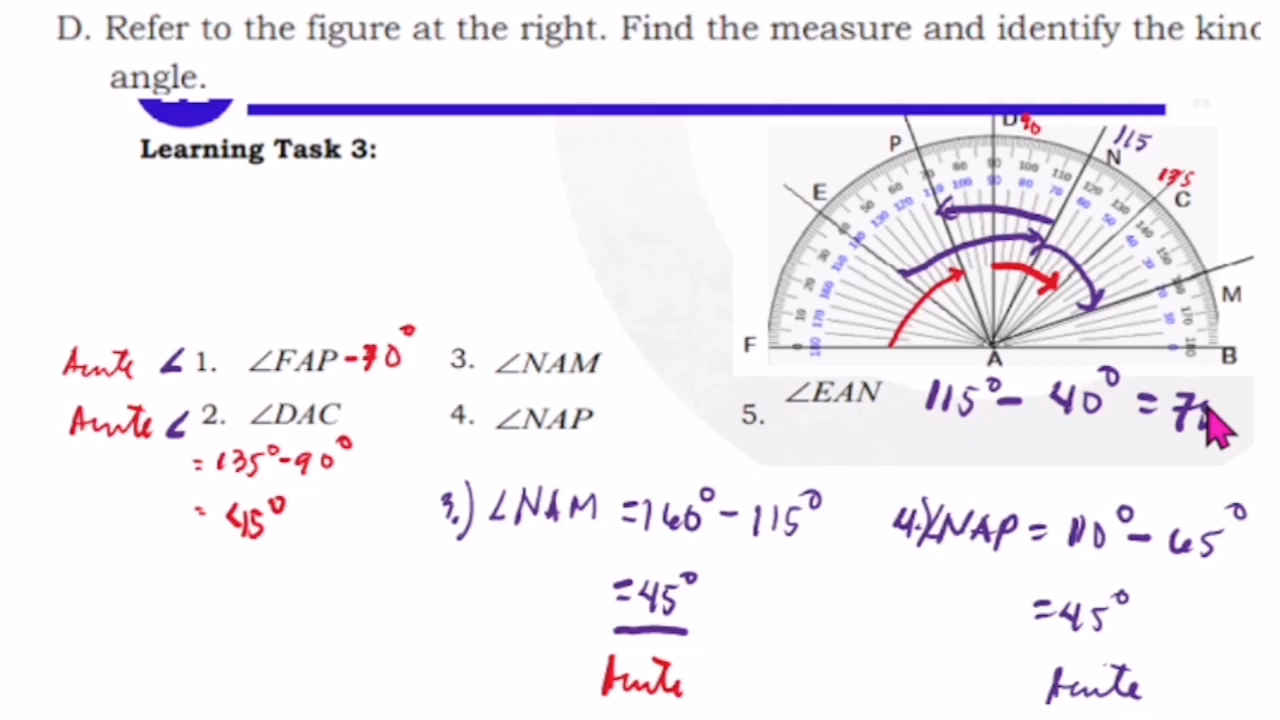 D. Refer to the figure at the right. Find the measure and identify the kind
angle.
Learning Task 3:
D 90
P
115
N
135
C
E
M
F
A
B
Acute ∠ 1. ∠FAP - 70°
3. ∠NAM
5. ∠EAN 115° - 40° = 7
Acute ∠ 2. ∠DAC
4. ∠NAP
= 135° - 90°
= 45°
3.) ∠NAM = 160° - 115°
= 45°
Acute
4.) ∠NAP = 110° - 65°
= 45°
Acute